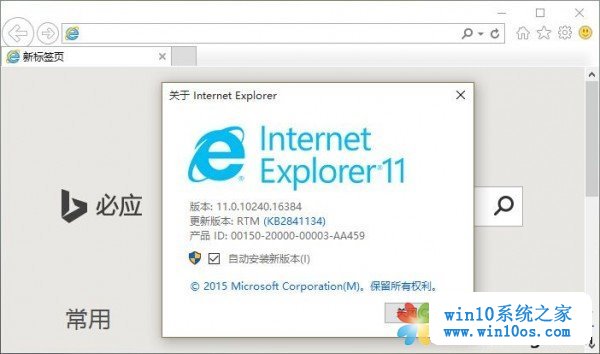 新标签页
关于 Internet Explorer
Internet
Explorer 11
必应
版本: 11.0.10240.16384
更新版本: RTM (KB2841134)
产品 ID: 00150-20000-00003-AA459
自动安装新版本(I)
© 2015 Microsoft Corporation(M)。保留所有权利。
常用
win10系统之家
www.win10os.com